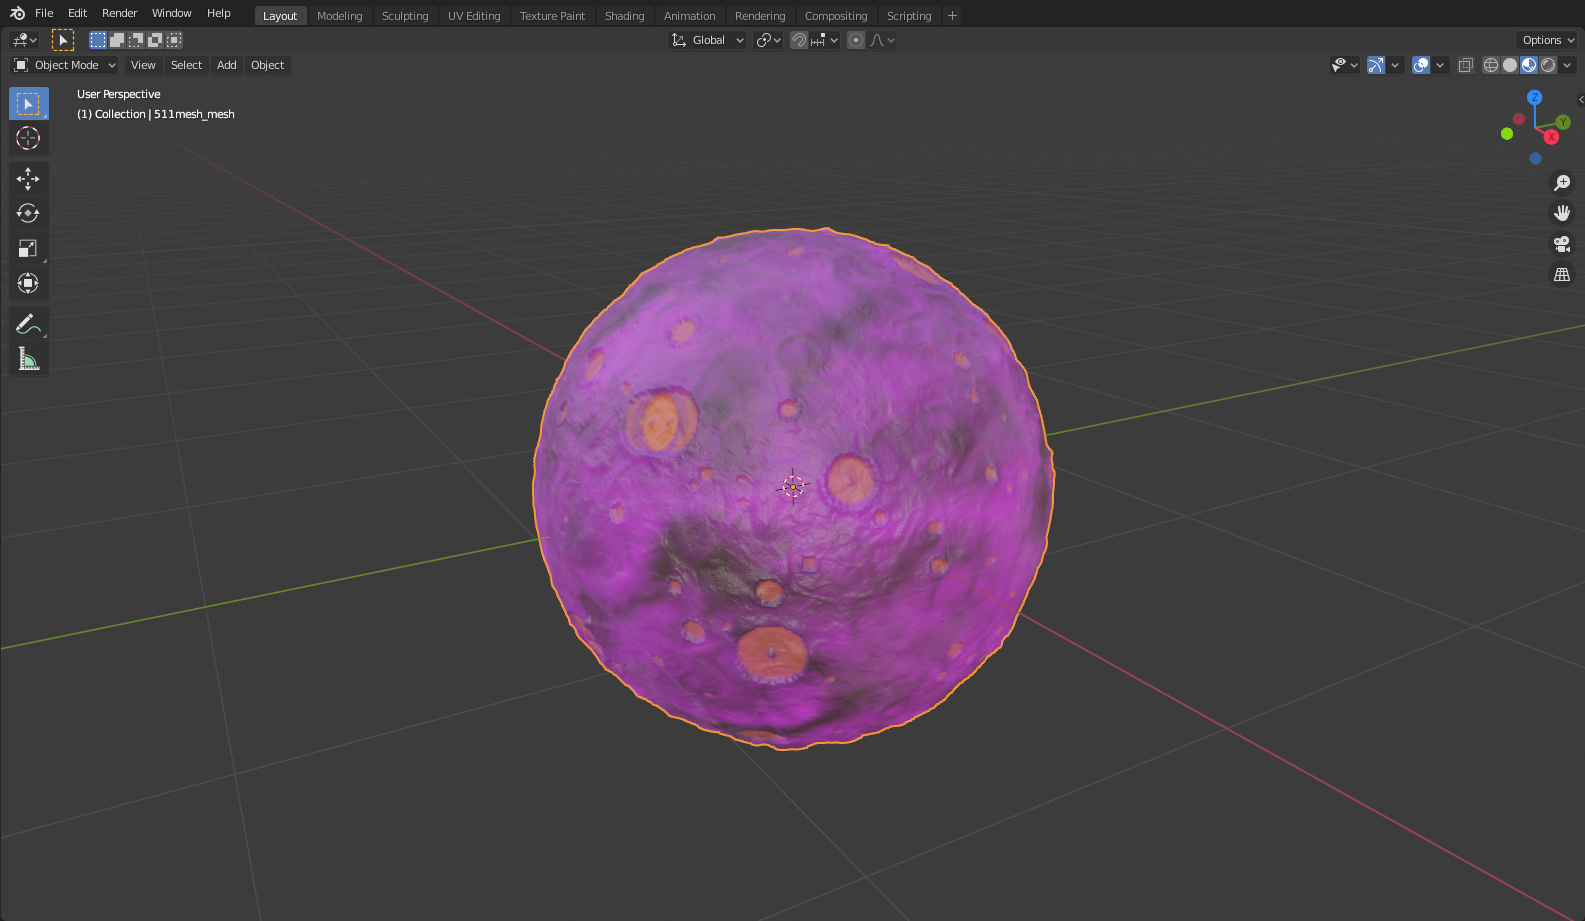 File Edit Render Window Help Layout Modeling Sculpting UV Editing Texture Paint Shading Animation Rendering Compositing Scripting +
Global Options
Object Mode View Select Add Object
User Perspective
(1) Collection | 511mesh_mesh
Z
Y
X